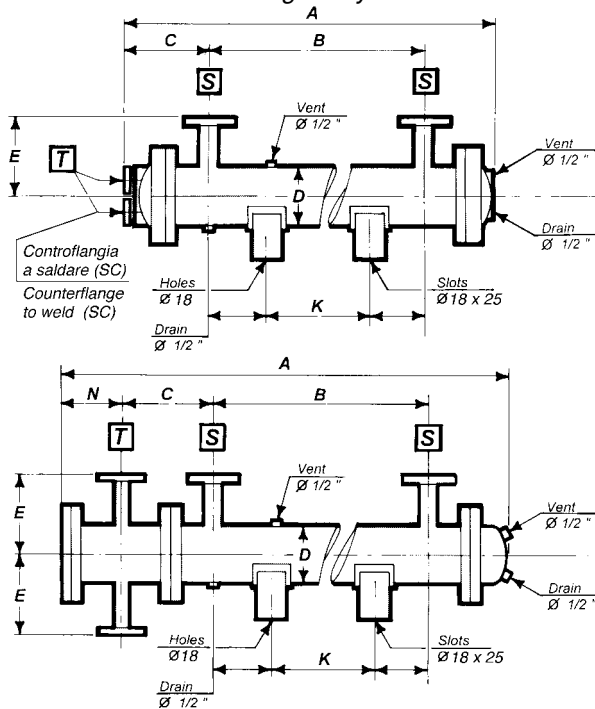 A
C
B
S
S
Vent
Ø 1/2 "
E
T
D
Vent
Ø 1/2 "
Drain
Ø 1/2 "
Controflangia
a saldare (SC)
Counterflange
to weld (SC)
Holes
Ø 18
K
Slots
Ø 18 x 25
Drain
Ø 1/2 "
A
N
C
B
T
S
S
Vent
Ø 1/2 "
E
D
Vent
Ø 1/2 "
E
Drain
Ø 1/2 "
Holes
Ø 18
K
Slots
Ø 18 x 25
Drain
Ø 1/2 "